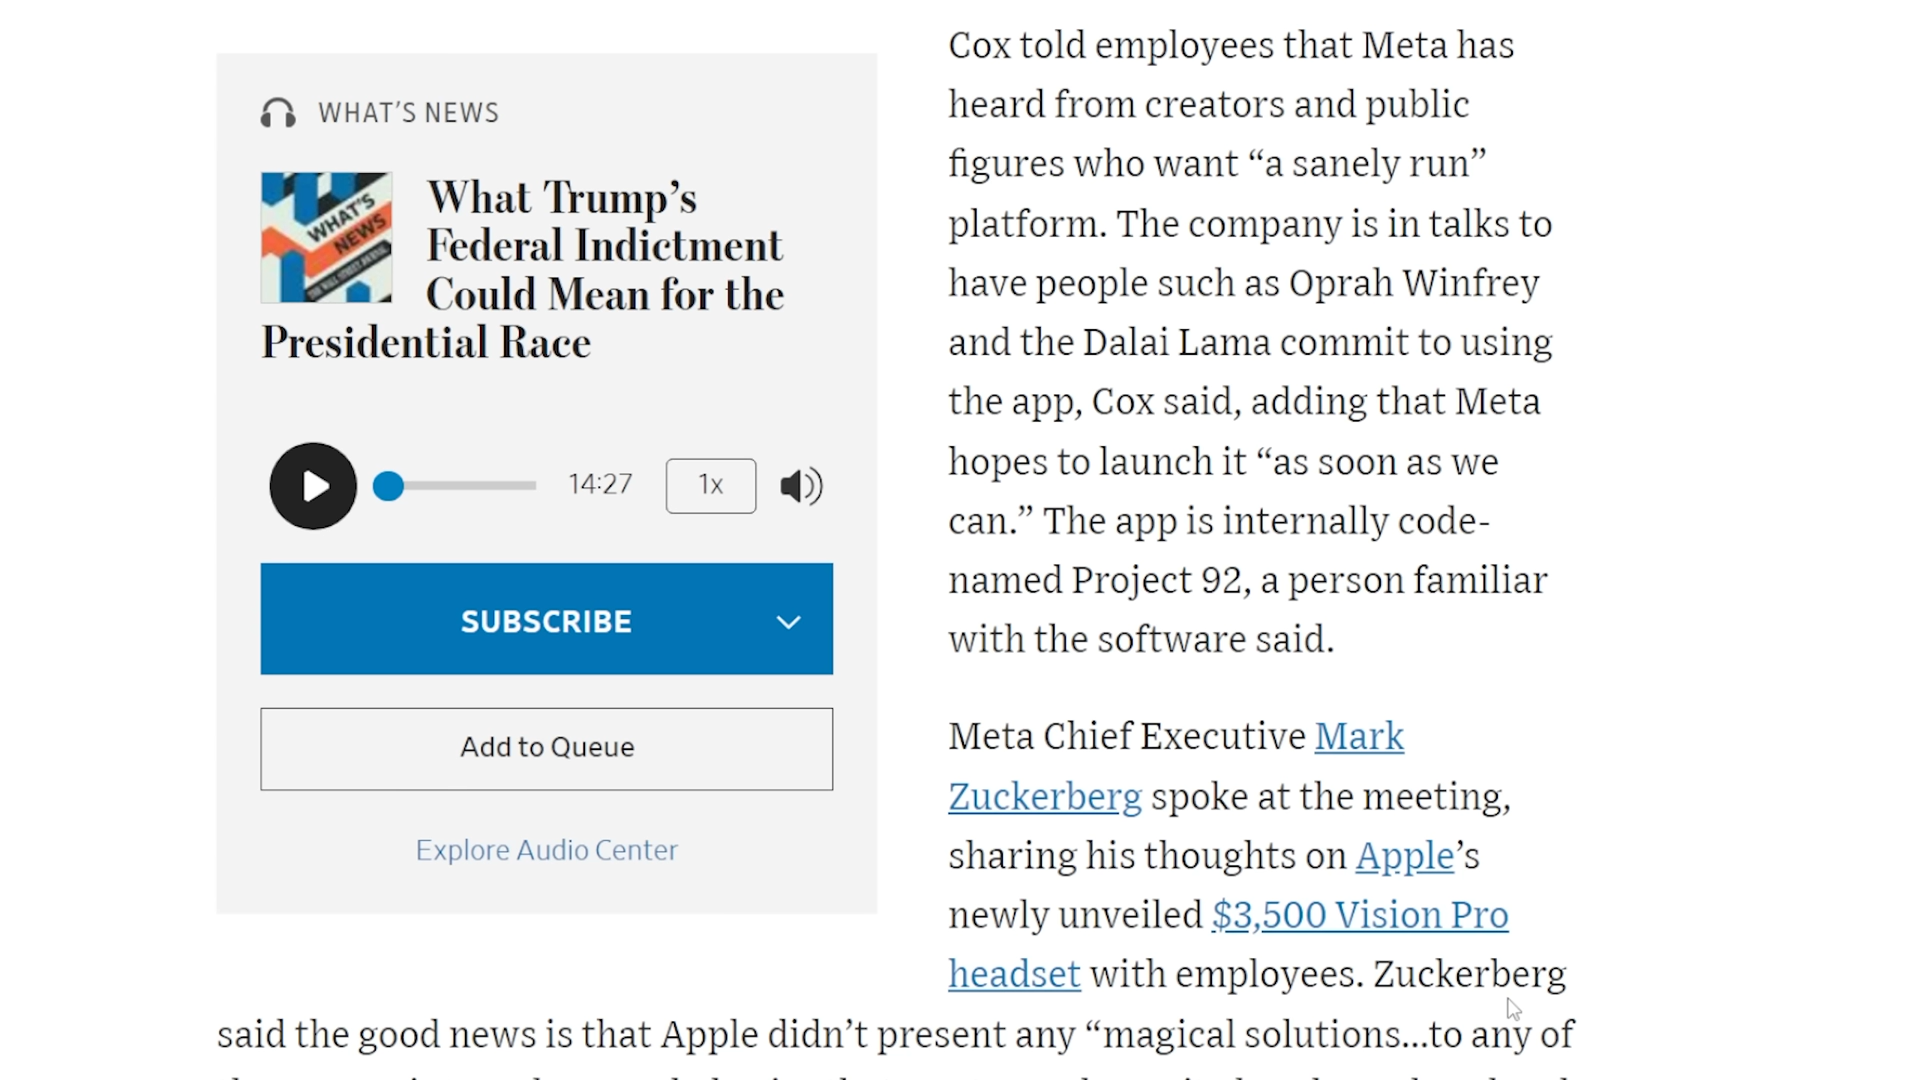 WHAT'S NEWS
WHAT'S
NEWS
THE WALL STREET JOURNAL
What Trump’s
Federal Indictment
Could Mean for the
Presidential Race
14:27
1x
SUBSCRIBE
Add to Queue
Explore Audio Center
Cox told employees that Meta has
heard from creators and public
figures who want “a sanely run”
platform. The company is in talks to
have people such as Oprah Winfrey
and the Dalai Lama commit to using
the app, Cox said, adding that Meta
hopes to launch it “as soon as we
can.” The app is internally code-
named Project 92, a person familiar
with the software said.
Meta Chief Executive Mark
Zuckerberg spoke at the meeting,
sharing his thoughts on Apple’s
newly unveiled $3,500 Vision Pro
headset with employees. Zuckerberg
said the good news is that Apple didn’t present any “magical solutions...to any of